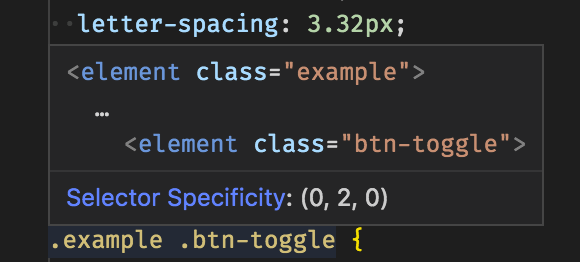 letter-spacing: 3.32px;
<element class="example">
…
<element class="btn-toggle">
Selector Specificity: (0, 2, 0)
.example .btn-toggle {